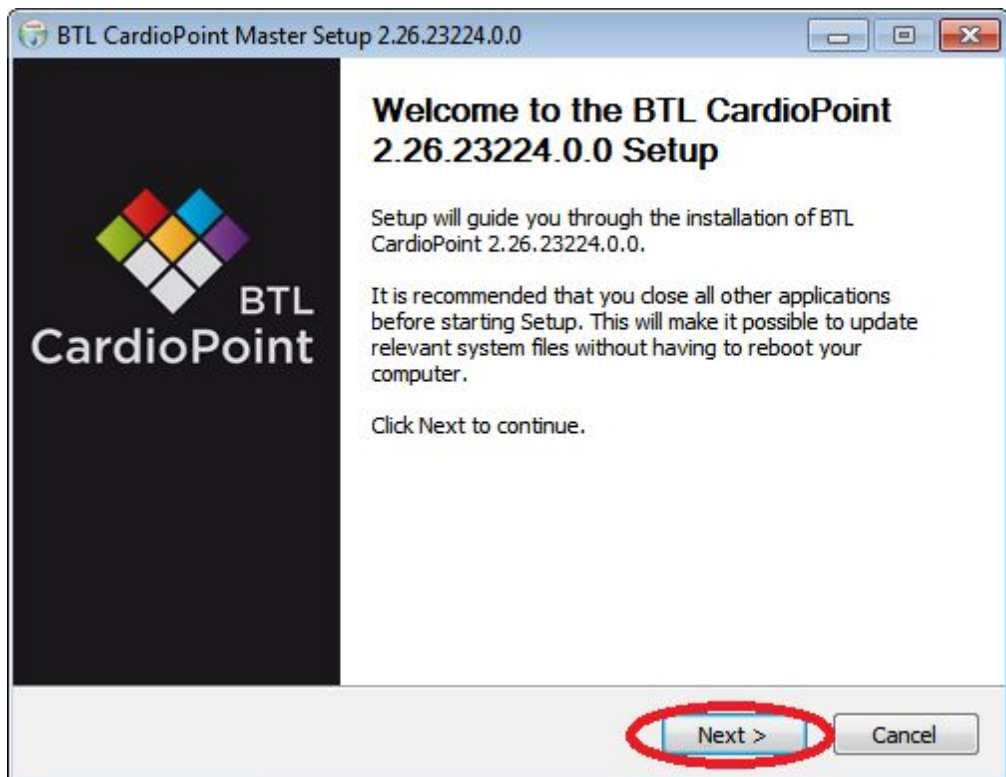 BTL CardioPoint Master Setup 2.26.23224.0.0
BTL
CardioPoint
Welcome to the BTL CardioPoint
2.26.23224.0.0 Setup
Setup will guide you through the installation of BTL
CardioPoint 2.26.23224.0.0.
It is recommended that you close all other applications
before starting Setup. This will make it possible to update
relevant system files without having to reboot your
computer.
Click Next to continue.
Next >
Cancel